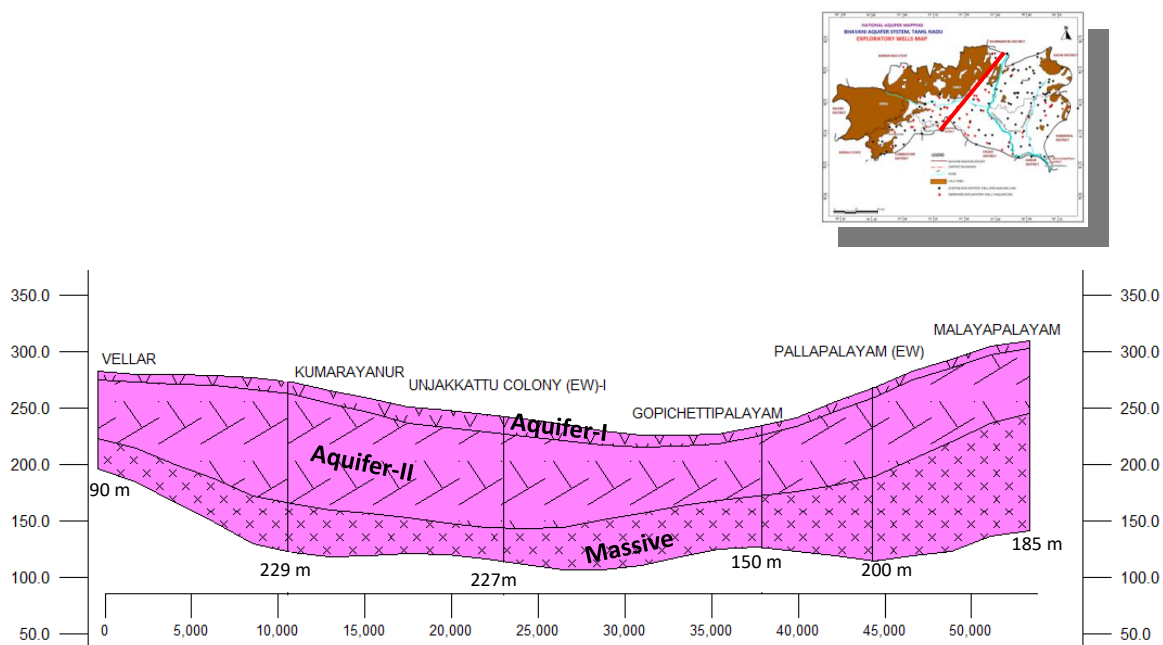 NATIONAL AQUIFER MAPPING
BHAVANI AQUIFER SYSTEM, TAMIL NADU
EXPLORATORY WELLS MAP
LEGEND
350.0
300.0
250.0
200.0
150.0
100.0
50.0
VELLAR
KUMARAYANUR
UNJAKKATTU COLONY (EW)-I
GOPICHETTIPALAYAM
PALLAPALAYAM (EW)
MALAYAPALAYAM
Aquifer-I
Aquifer-II
Massive
90 m
229 m
227m
150 m
200 m
185 m
350.0
300.0
250.0
200.0
150.0
100.0
50.0
0 5,000 10,000 15,000 20,000 25,000 30,000 35,000 40,000 45,000 50,000